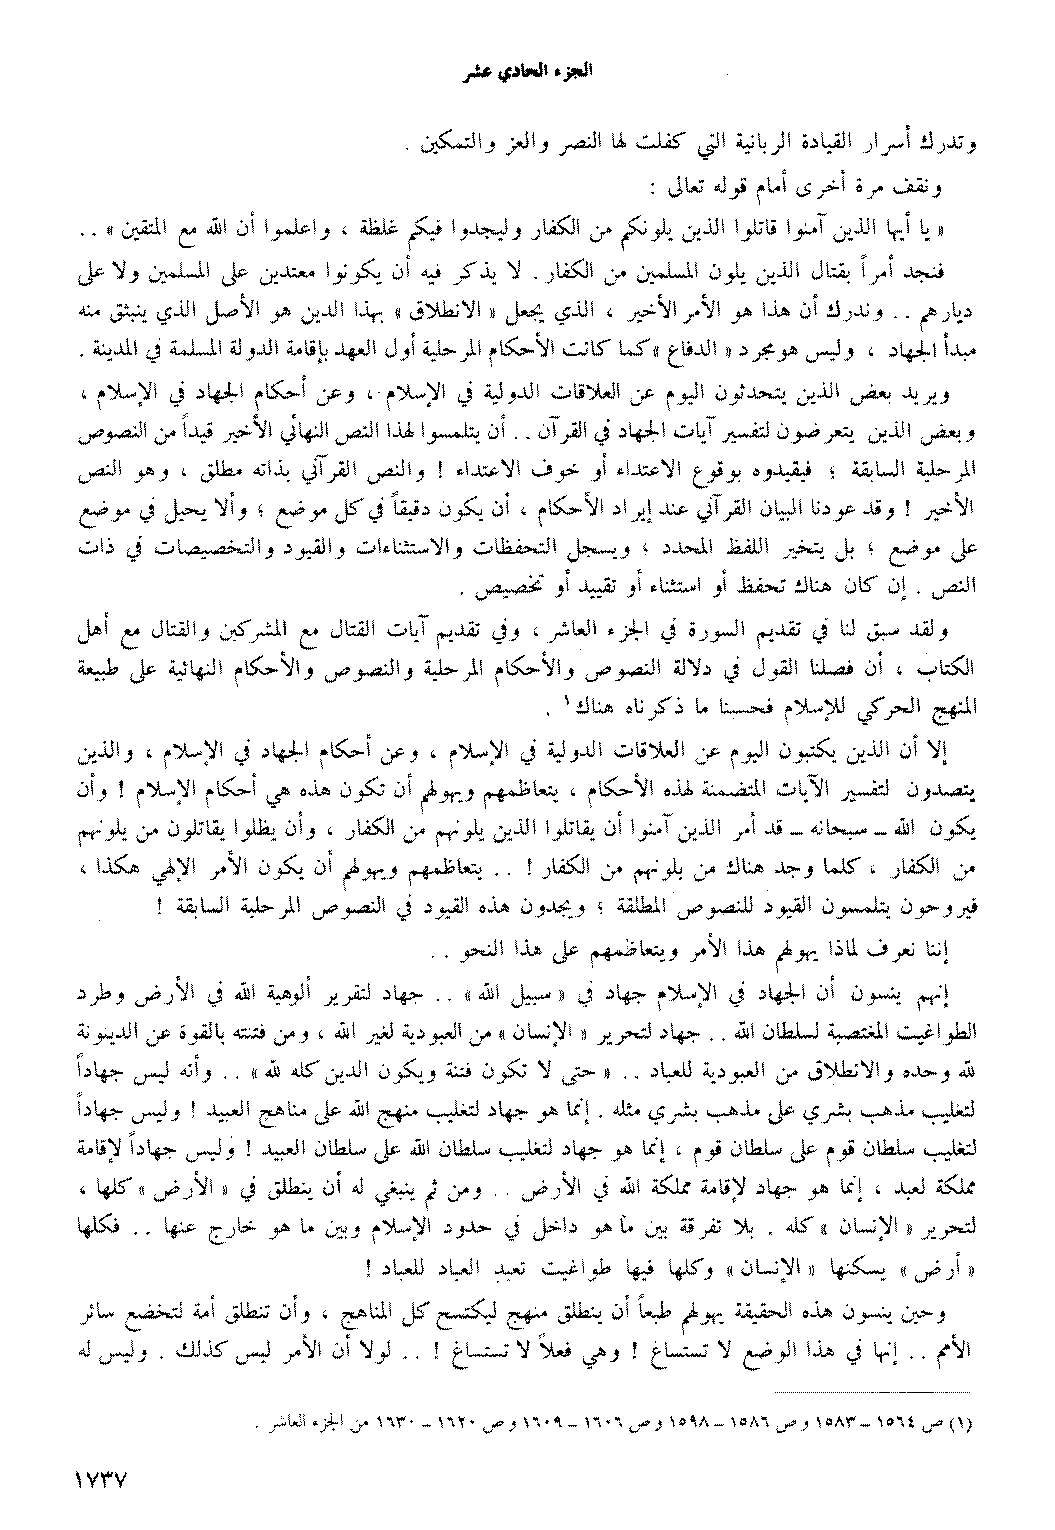 الجزء الحادي عشر
وتدرك أسرار القيادة الربانية التي كفلت لها النصر والعز والتمكين .
ونقف مرة أخرى أمام قوله تعالى :
« يا أيها الذين آمنوا قاتلوا الذين يلونكم من الكفار وليجدوا فيكم غلظة ، واعلموا أن الله مع المتقين » ..
فنجد أمراً بقتال الذين يلون المسلمين من الكفار . لا يذكر فيه أن يكونوا معتدين على المسلمين ولا على
ديارهم .. وندرك أن هذا هو الأمر الأخير ، الذي يجعل « الانطلاق » بهذا الدين هو الأصل الذي ينبثق منه
مبدأ الجهاد ، وليس هو مجرد « الدفاع » كما كانت الأحكام المرحلية أول العهد بإقامة الدولة المسلمة في المدينة .
ويريد بعض الذين يتحدثون اليوم عن العلاقات الدولية في الإسلام ، وعن أحكام الجهاد في الإسلام ،
وبعض الذين يتعرضون لتفسير آيات الجهاد في القرآن .. أن يتلمسوا لهذا النص النهائي الأخير قيداً من النصوص
المرحلية السابقة ؛ فيقيدوه بوقوع الاعتداء أو خوف الاعتداء ! والنص القرآني بذاته مطلق ، وهو النص
الأخير ! وقد عودنا البيان القرآني عند إيراد الأحكام ، أن يكون دقيقاً في كل موضع ؛ وألا يحيل في موضع
على موضع ؛ بل يتخير اللفظ المحدد ؛ ويسجل التحفظات والاستثناءات والقيود والتخصيصات في ذات
النص . إن كان هناك تحفظ أو استثناء أو تقييد أو تخصيص .
ولقد سبق لنا في تقديم السورة في الجزء العاشر ، وفي تقديم آيات القتال مع المشركين والقتال مع أهل
الكتاب ، أن فصلنا القول في دلالة النصوص والأحكام المرحلية والنصوص والأحكام النهائية على طبيعة
المنهج الحركي للإسلام فحسبنا ما ذكرناه هناك١ .
إلا أن الذين يكتبون اليوم عن العلاقات الدولية في الإسلام ، وعن أحكام الجهاد في الإسلام ، والذين
يتصدون لتفسير الآيات المتضمنة لهذه الأحكام ، يتعاظمهم ويهولهم أن تكون هذه هي أحكام الإسلام ! وأن
يكون الله – سبحانه – قد أمر الذين آمنوا أن يقاتلوا الذين يلونهم من الكفار ، وأن يظلوا يقاتلون من يلونهم
من الكفار ، كلما وجد هناك من يلونهم من الكفار ! .. يتعاظمهم ويهولهم أن يكون الأمر الإلهي هكذا ،
فيروحون يتلمسون القيود للنصوص المطلقة ؛ ويجدون هذه القيود في النصوص المرحلية السابقة !
إننا نعرف لماذا يهولهم هذا الأمر ويتعاظمهم على هذا النحو ..
إنهم ينسون أن الجهاد في الإسلام جهاد في « سبيل الله » .. جهاد لتقرير ألوهية الله في الأرض وطرد
الطواغيت المغتصبة لسلطان الله .. جهاد لتحرير « الإنسان » من العبودية لغير الله ، ومن فتنته بالقوة عن الدينونة
لله وحده والانطلاق من العبودية للعباد .. « حتى لا تكون فتنة ويكون الدين كله لله » .. وأنه ليس جهاداً
لتغليب مذهب بشري على مذهب بشري مثله . إنما هو جهاد لتغليب منهج الله على مناهج العبيد ! وليس جهاداً
لتغليب سلطان قوم على سلطان قوم ، إنما هو جهاد لتغليب سلطان الله على سلطان العبيد ! وليس جهاداً لإقامة
مملكة لعبد ، إنما هو جهاد لإقامة مملكة الله في الأرض .. ومن ثم ينبغي له أن ينطلق في « الأرض » كلها ،
لتحرير « الإنسان » كله . بلا تفرقة بين ما هو داخل في حدود الإسلام وبين ما هو خارج عنها .. فكلها
« أرض » يسكنها « الإنسان » وكلها فيها طواغيت تعبد العباد للعباد !
وحين ينسون هذه الحقيقة يهولهم طبعاً أن ينطلق منهج ليكتسح كل المناهج ، وأن تنطلق أمة لتخضع سائر
الأمم .. إنها في هذا الوضع لا تستساغ ! وهي فعلاً لا تستساغ ! .. لولا أن الأمر ليس كذلك . وليس له
(١) ص ١٥٦٤ – ١٥٨٣ وص ١٥٨٦ – ١٥٩٨ وص ١٦٠٦ – ١٦٠٩ وص ١٦٢٠ – ١٦٣٠ من الجزء العاشر .
١٧٣٧